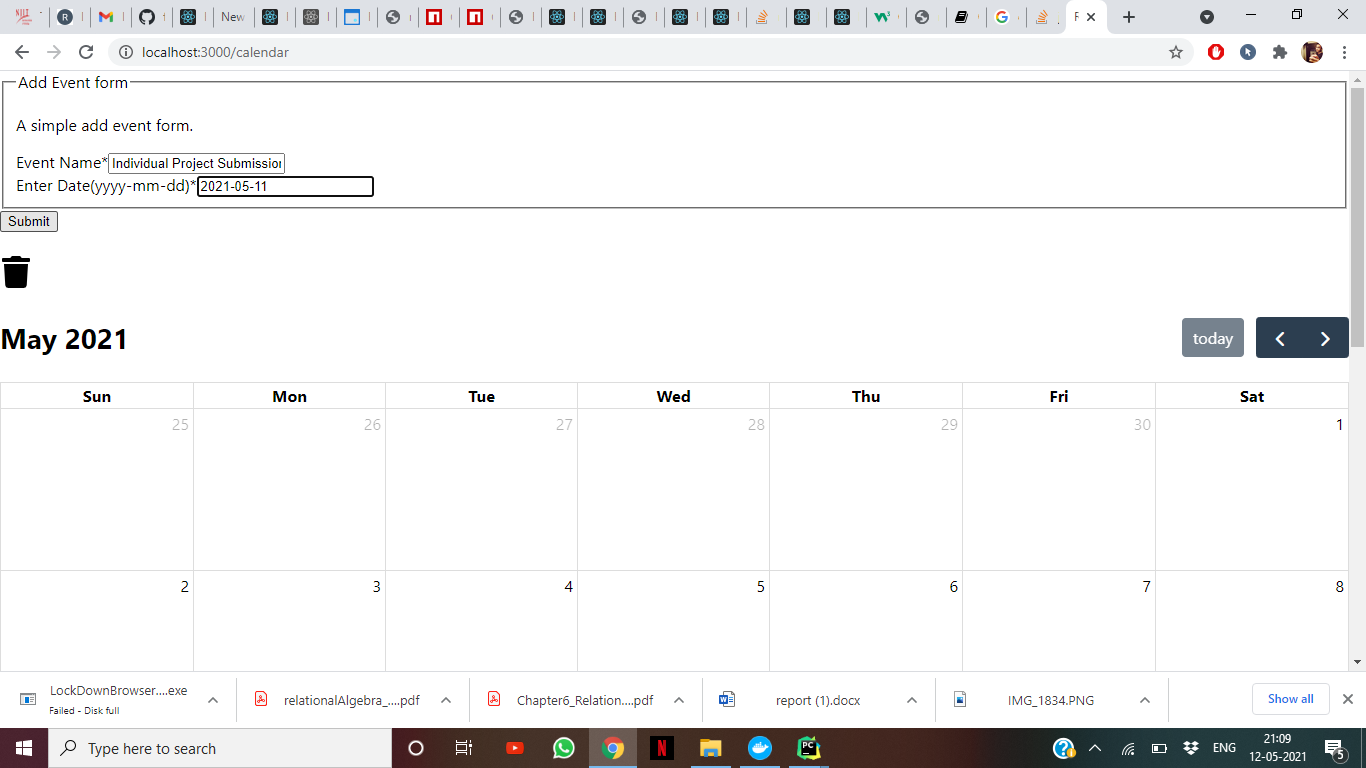 New
localhost:3000/calendar
Add Event form
A simple add event form.
Event Name* Individual Project Submission
Enter Date(yyyy-mm-dd)* 2021-05-11
Submit
May 2021
today
Sun Mon Tue Wed Thu Fri Sat
25 26 27 28 29 30 1
2 3 4 5 6 7 8
LockDownBrowser....exe
Failed - Disk full
relationalAlgebra_....pdf
Chapter6_Relation....pdf
report (1).docx
IMG_1834.PNG
Show all
Type here to search
ENG
21:09
12-05-2021
5